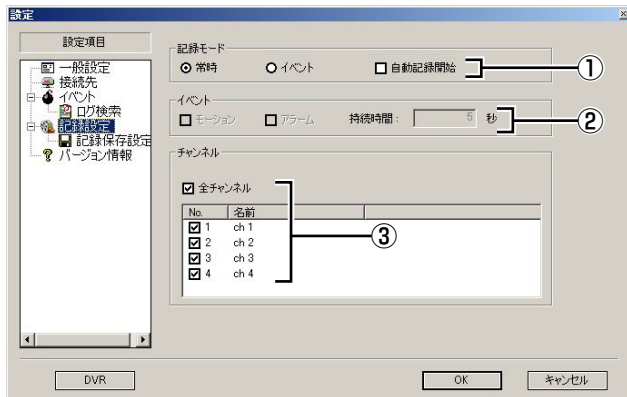 設定
設定項目
一般設定
接続先
イベント
ログ検索
記録設定
記録保存設定
バージョン情報
記録モード
常時 イベント 自動記録開始 ①
イベント
モーション アラーム 持続時間： 5 秒 ②
チャンネル
全チャンネル
No. 名前
1 ch 1
2 ch 2
3 ch 3
4 ch 4
③
DVR OK キャンセル